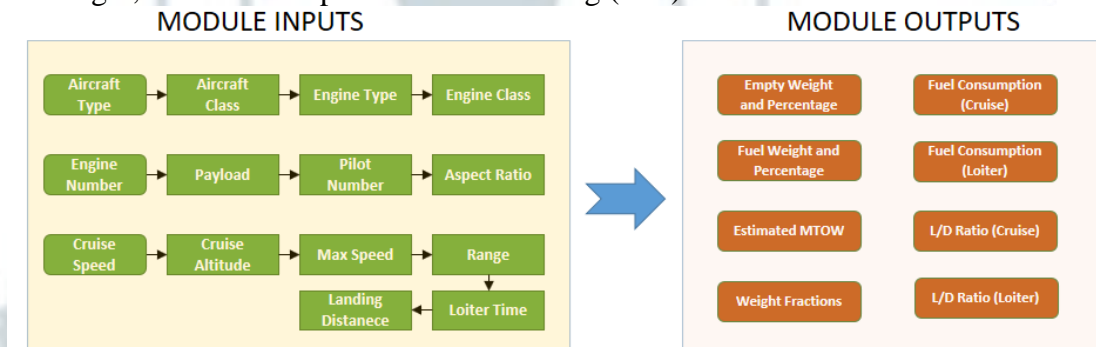 MODULE INPUTS
MODULE OUTPUTS
Aircraft
Type
Aircraft
Class
Engine Type
Engine Class
Engine
Number
Payload
Pilot
Number
Aspect Ratio
Cruise
Speed
Cruise
Altitude
Max Speed
Range
Landing
Distanece
Loiter Time
Empty Weight
and Percentage
Fuel Consumption
(Cruise)
Fuel Weight and
Percentage
Fuel Consumption
(Loiter)
Estimated MTOW
L/D Ratio (Cruise)
Weight Fractions
L/D Ratio (Loiter)